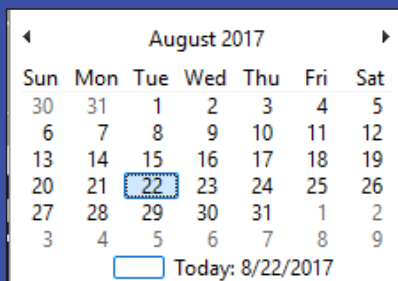 August 2017
Sun Mon Tue Wed Thu Fri Sat
30 31 1 2 3 4 5
6 7 8 9 10 11 12
13 14 15 16 17 18 19
20 21 22 23 24 25 26
27 28 29 30 31 1 2
3 4 5 6 7 8 9
Today: 8/22/2017